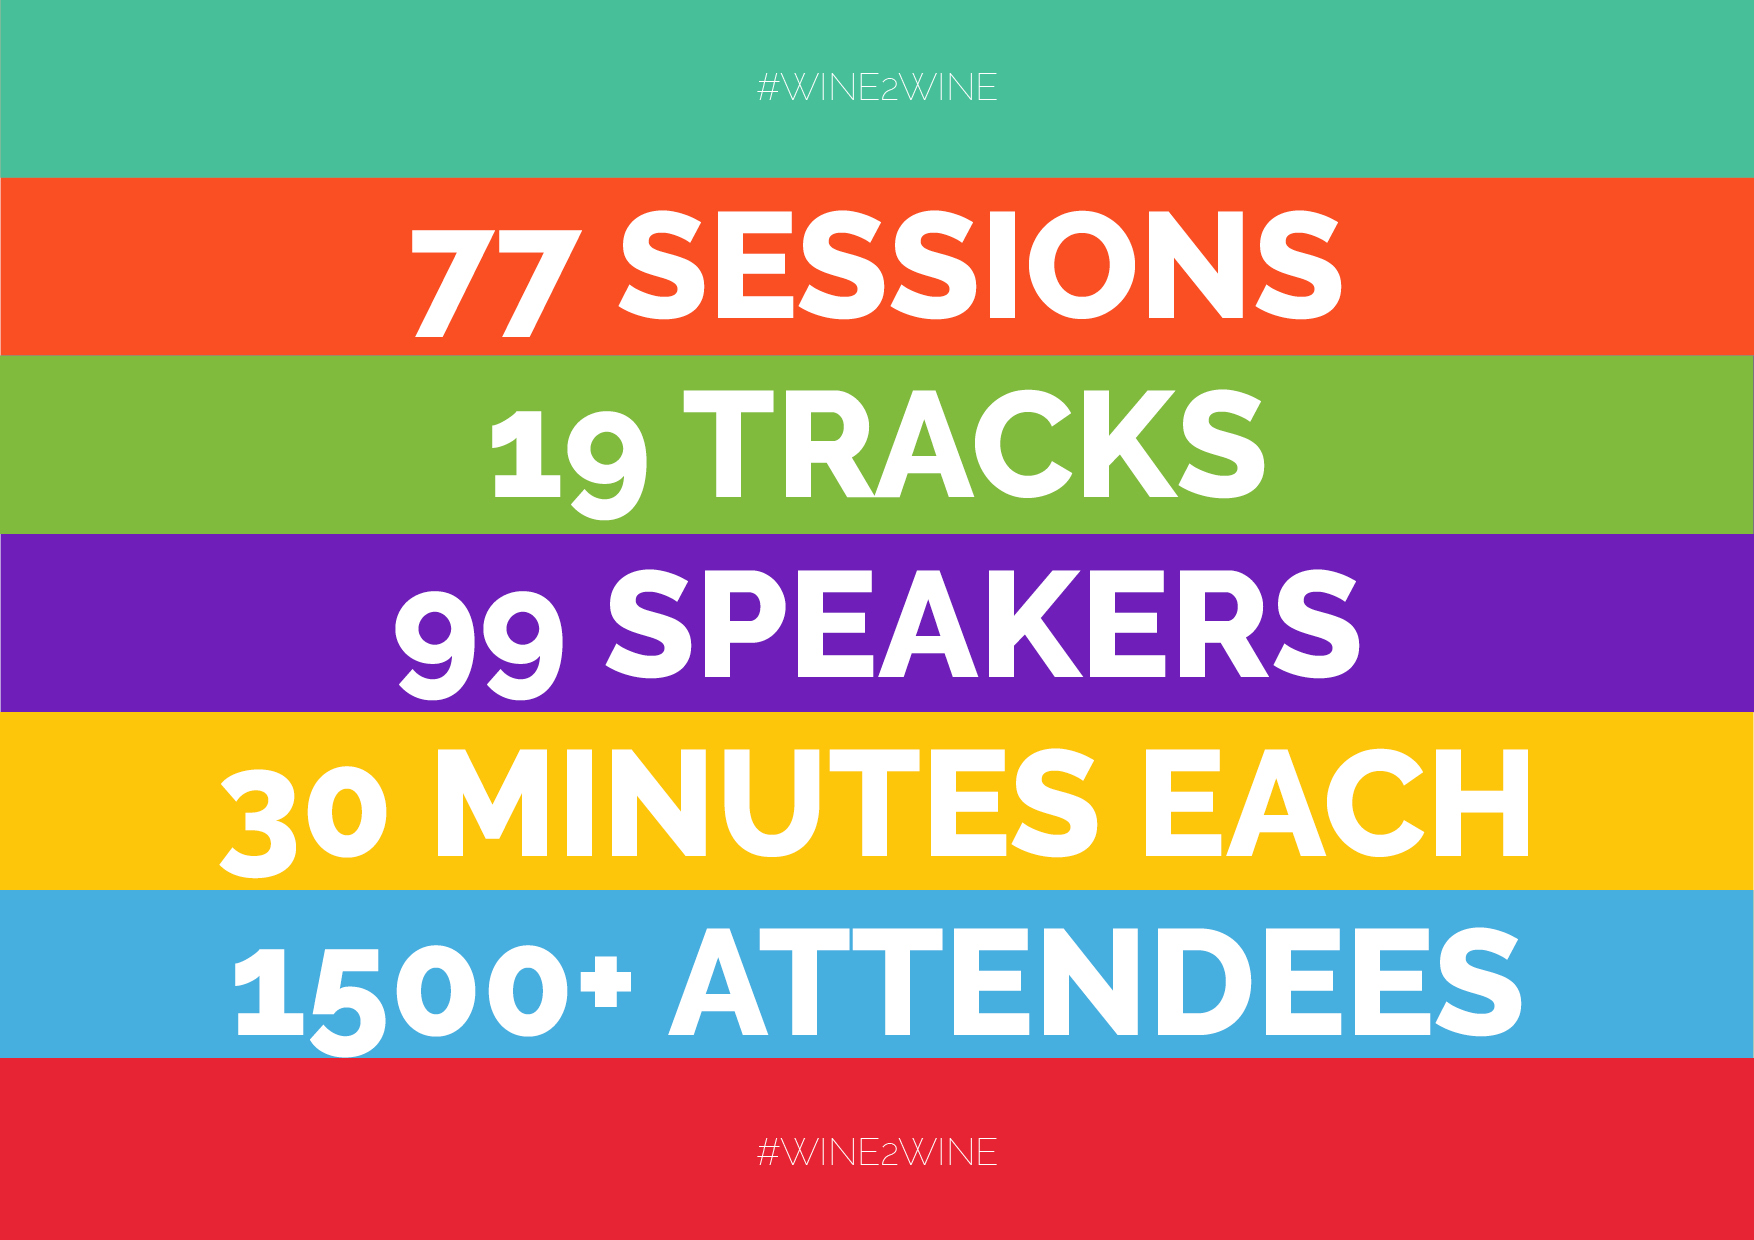 #WINE2WINE
77 SESSIONS
19 TRACKS
99 SPEAKERS
30 MINUTES EACH
1500+ ATTENDEES
#WINE2WINE